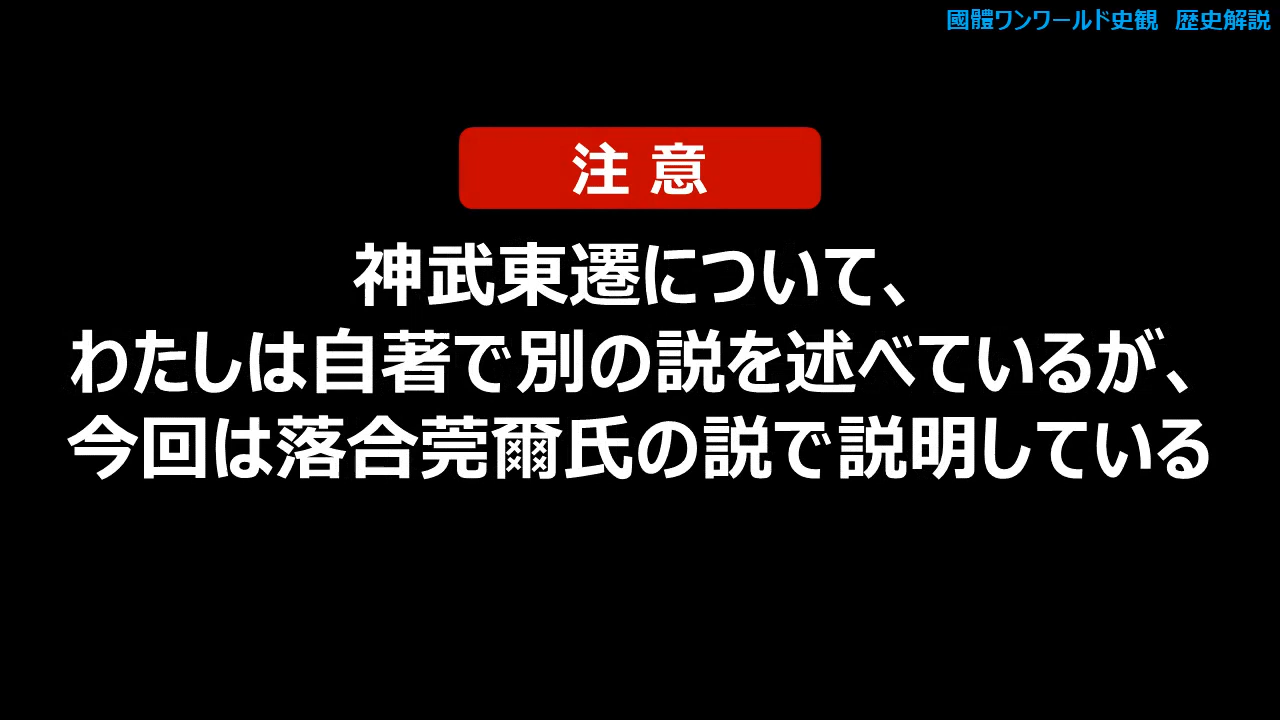 國體ワンワールド史観　歴史解説
注 意
神武東遷について、
わたしは自著で別の説を述べているが、
今回は落合莞爾氏の説で説明している